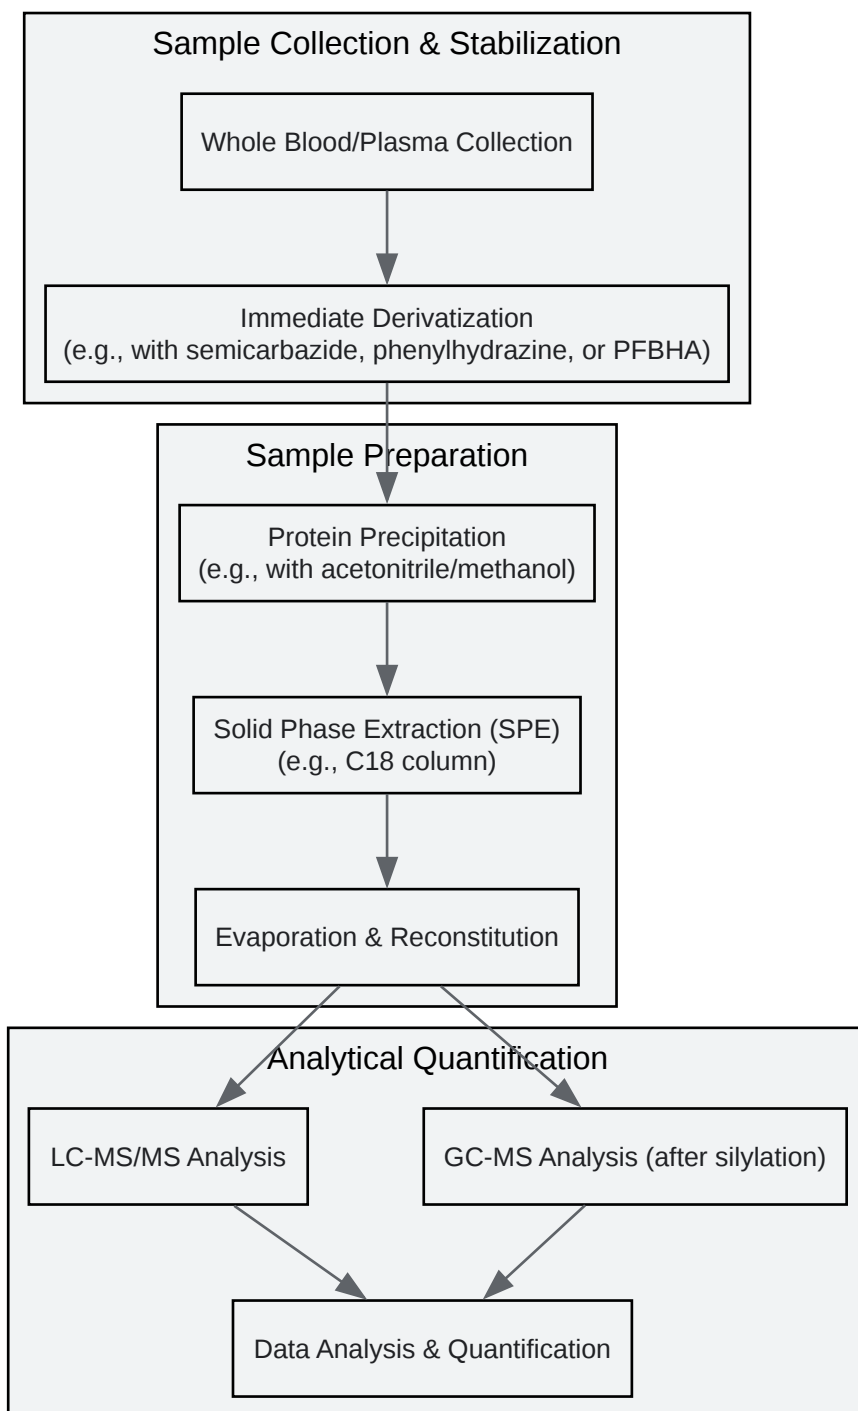 Sample Collection & Stabilization
Whole Blood/Plasma Collection
Immediate Derivatization
(e.g., with semicarbazide, phenylhydrazine, or PFBHA)
Sample Preparation
Protein Precipitation
(e.g., with acetonitrile/methanol)
Solid Phase Extraction (SPE)
(e.g., C18 column)
Evaporation & Reconstitution
Analytical Quantification
LC-MS/MS Analysis
GC-MS Analysis (after silylation)
Data Analysis & Quantification